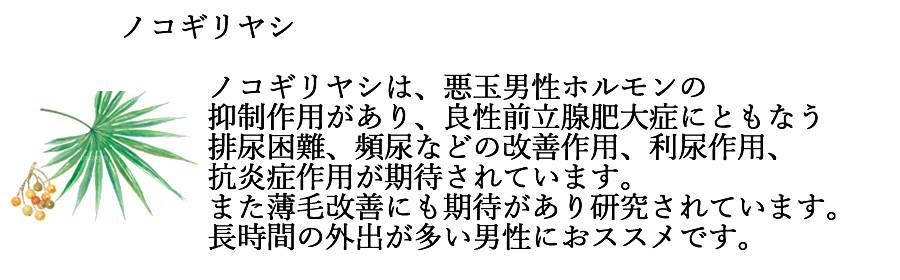 ノコギリヤシ
ノコギリヤシは、悪玉男性ホルモンの
抑制作用があり、良性前立腺肥大症にともなう
排尿困難、頻尿などの改善作用、利尿作用、
抗炎症作用が期待されています。
また薄毛改善にも期待があり研究されています。
長時間の外出が多い男性におススメです。